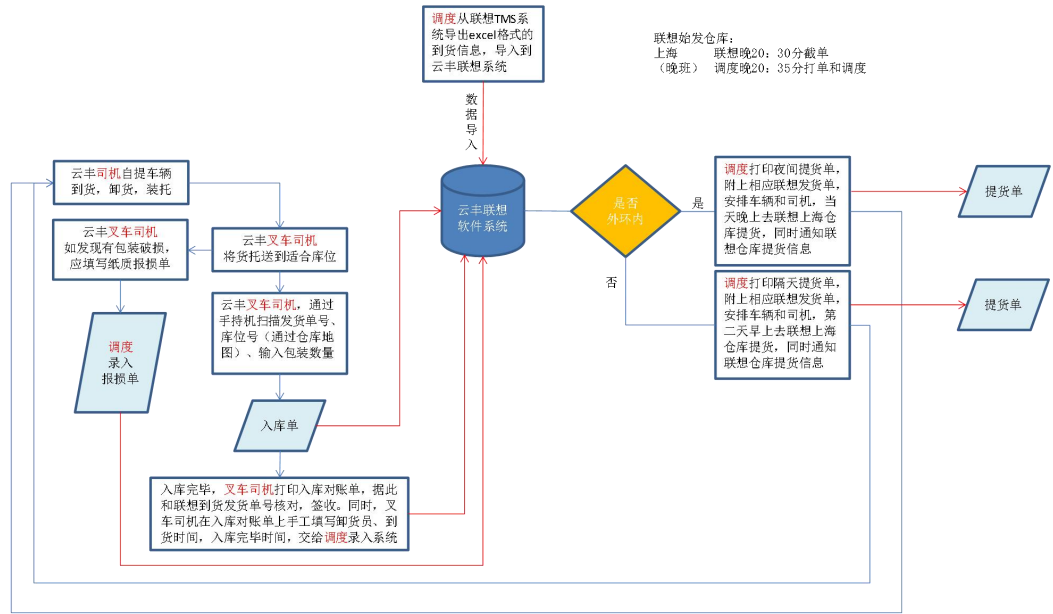 调度从联想TMS系
统导出excel格式的
到货信息，导入到
云丰联想系统
联想始发仓库：
上海 联想晚20：30分截单
（晚班） 调度晚20：35分打单和调度
数
据
导
入
云丰司机自提车辆
到货，卸货，装托
云丰叉车司机
如发现有包装破损，
应填写纸质报损单
云丰叉车司机
将货托送到适合库位
云丰联想
软件系统
是否
外环内
是
否
调度打印夜间提货单，
附上相应联想发货单，
安排车辆和司机，当
天晚上去联想上海仓
库提货，同时通知联
想仓库提货信息
提货单
调度打印隔天提货单，
附上相应联想发货单，
安排车辆和司机，第
二天早上去联想上海
仓库提货，同时通知
联想仓库提货信息
提货单
云丰叉车司机，通过
手持机扫描发货单号、
库位号（通过仓库地
图）、输入包装数量
调度
录入
报损单
入库单
入库完毕，叉车司机打印入库对账单，据此
和联想到货发货单号核对，签收。同时，叉
车司机在入库对账单上手工填写卸货员、到
货时间，入库完毕时间，交给调度录入系统